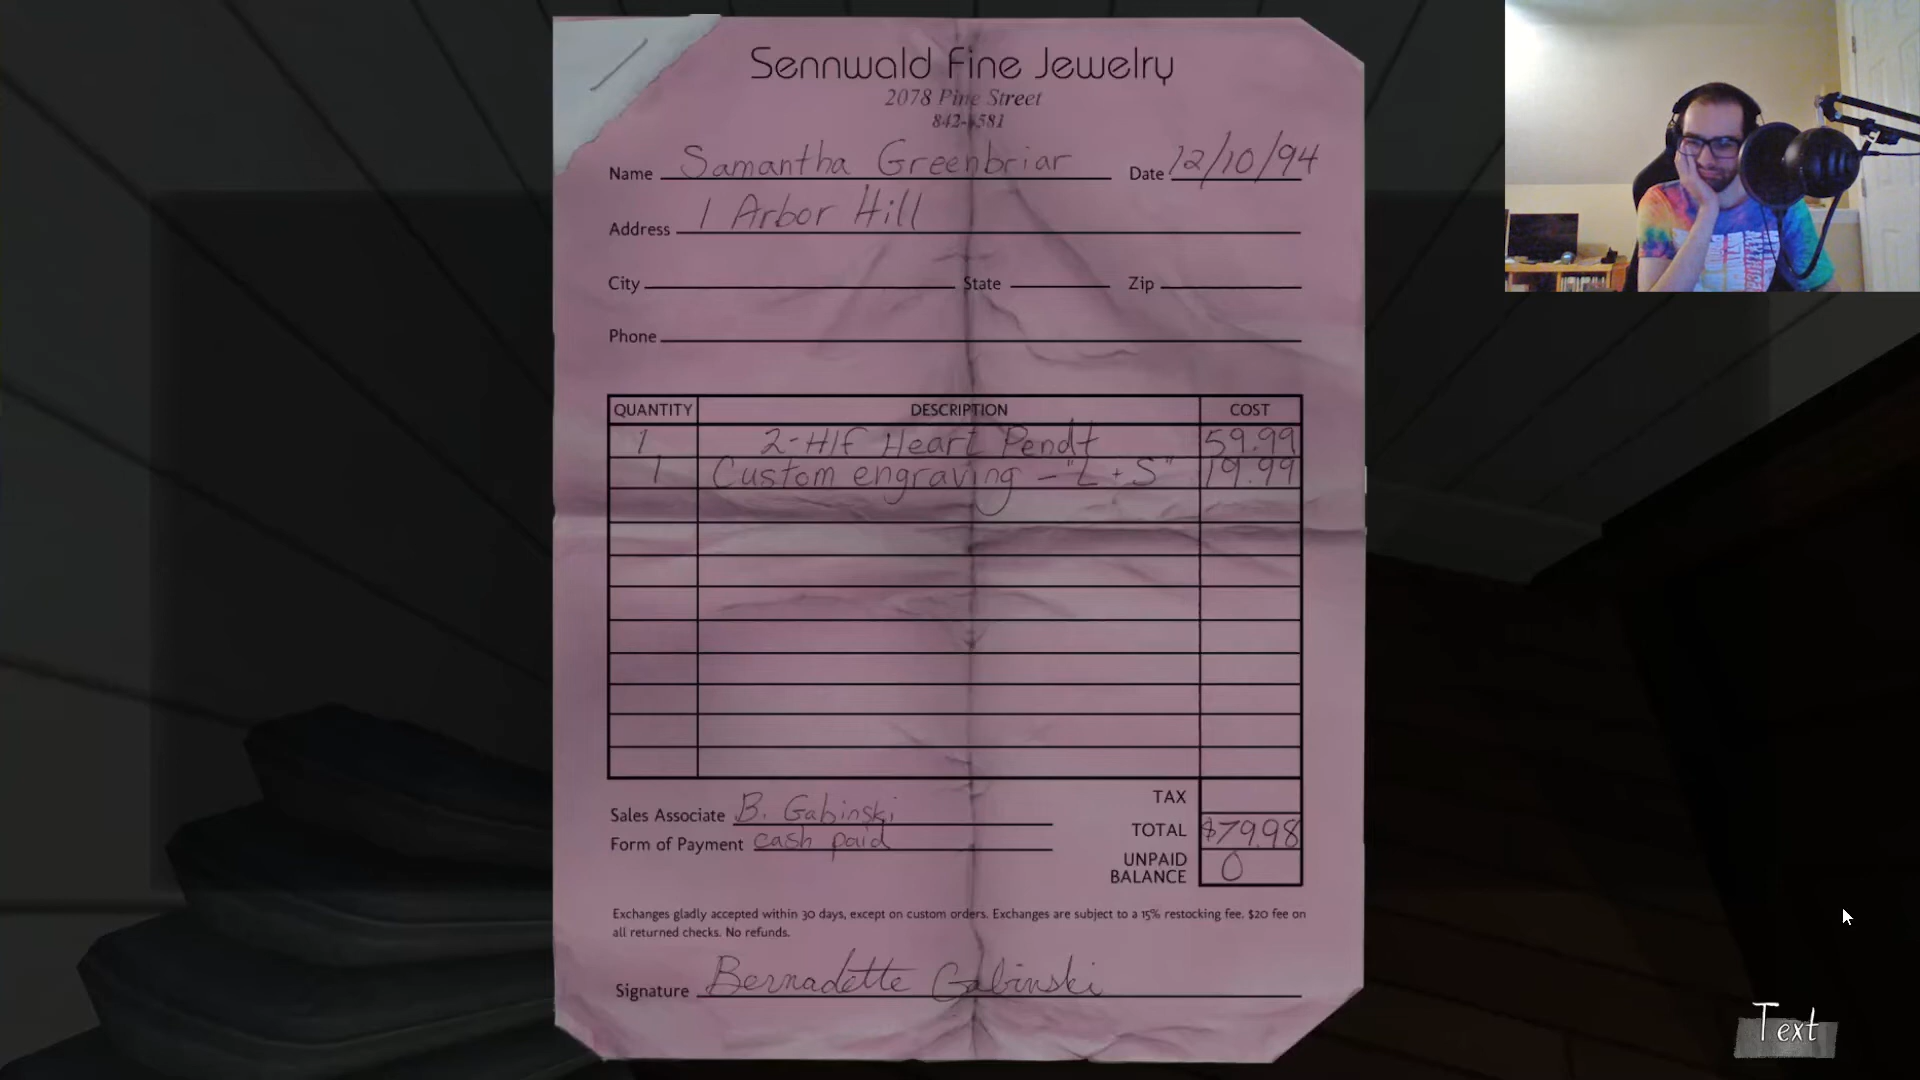 Sennwald Fine Jewelry
2078 Pine Street
842-
Name Samantha Greenbriar Date 12/10/94
Address 1 Arbor Hill
City State Zip
Phone
QUANTITY DESCRIPTION COST
1 2-Hlf Heart Pendt 59.99
1 Custom engraving - "L + S" 19.99
TAX
Sales Associate B. Gabinski
TOTAL $79.98
Form of Payment cash paid
UNPAID
BALANCE 0
Exchanges gladly accepted within 30 days, except on custom orders. Exchanges are subject to a 15% restocking fee. $20 fee on
all returned checks. No refunds.
Signature Bernadette Gabinski
Text